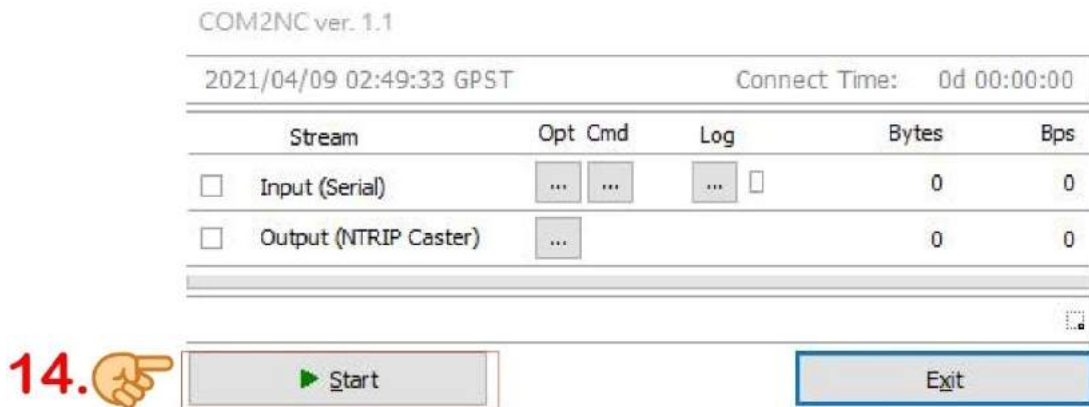 COM2NC ver. 1.1
2021/04/09 02:49:33 GPST Connect Time: 0d 00:00:00
Stream Opt Cmd Log Bytes Bps
Input (Serial) ... ... ... 0 0
Output (NTRIP Caster) ... 0 0
14. Start Exit